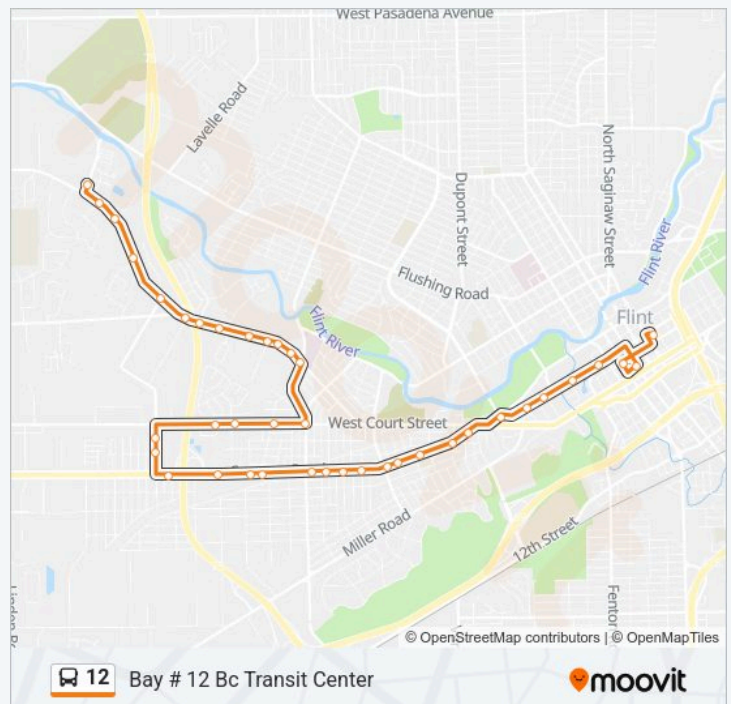 West Pasadena Avenue
Lavelle Road
North Saginaw Street
Dupont Street
Flint River
Flushing Road
Flint
Flint River
West Court Street
Miller Road
12th Street
© OpenStreetMap contributors | © OpenMapTiles
12 Bay # 12 Bc Transit Center
moovit